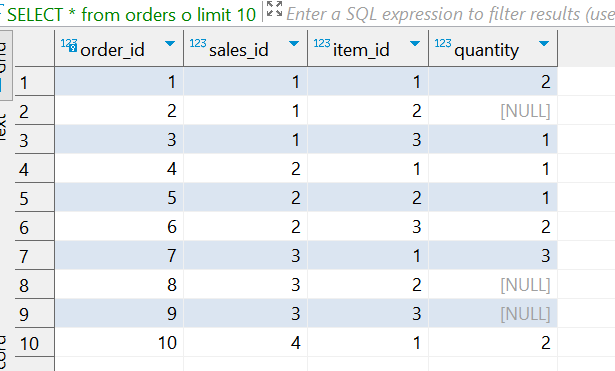 SELECT * from orders o limit 10 Enter a SQL expression to filter results (use
123 order_id 123 sales_id 123 item_id 123 quantity
1 1 1 1 2
2 2 1 2 [NULL]
3 3 1 3 1
4 4 2 1 1
5 5 2 2 1
6 6 2 3 2
7 7 3 1 3
8 8 3 2 [NULL]
9 9 3 3 [NULL]
10 10 4 1 2